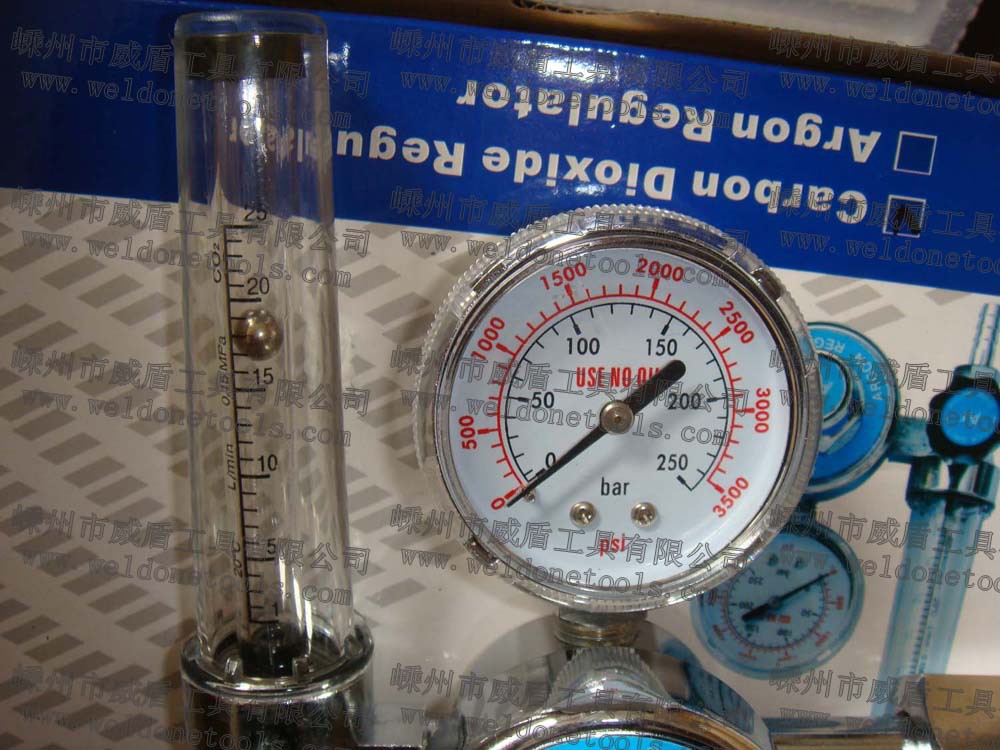 嵊州市威盾工具有限公司
www.weldonetools.com
Argon Regulator
Carbon Dioxide Regulator
25
CO₂
20
0.15MPa
15
L/min
10
20°C
5
1
0
500
1000
1500
2000
2500
3000
3500
0
50
100
150
200
250
USE NO OIL
bar
psi